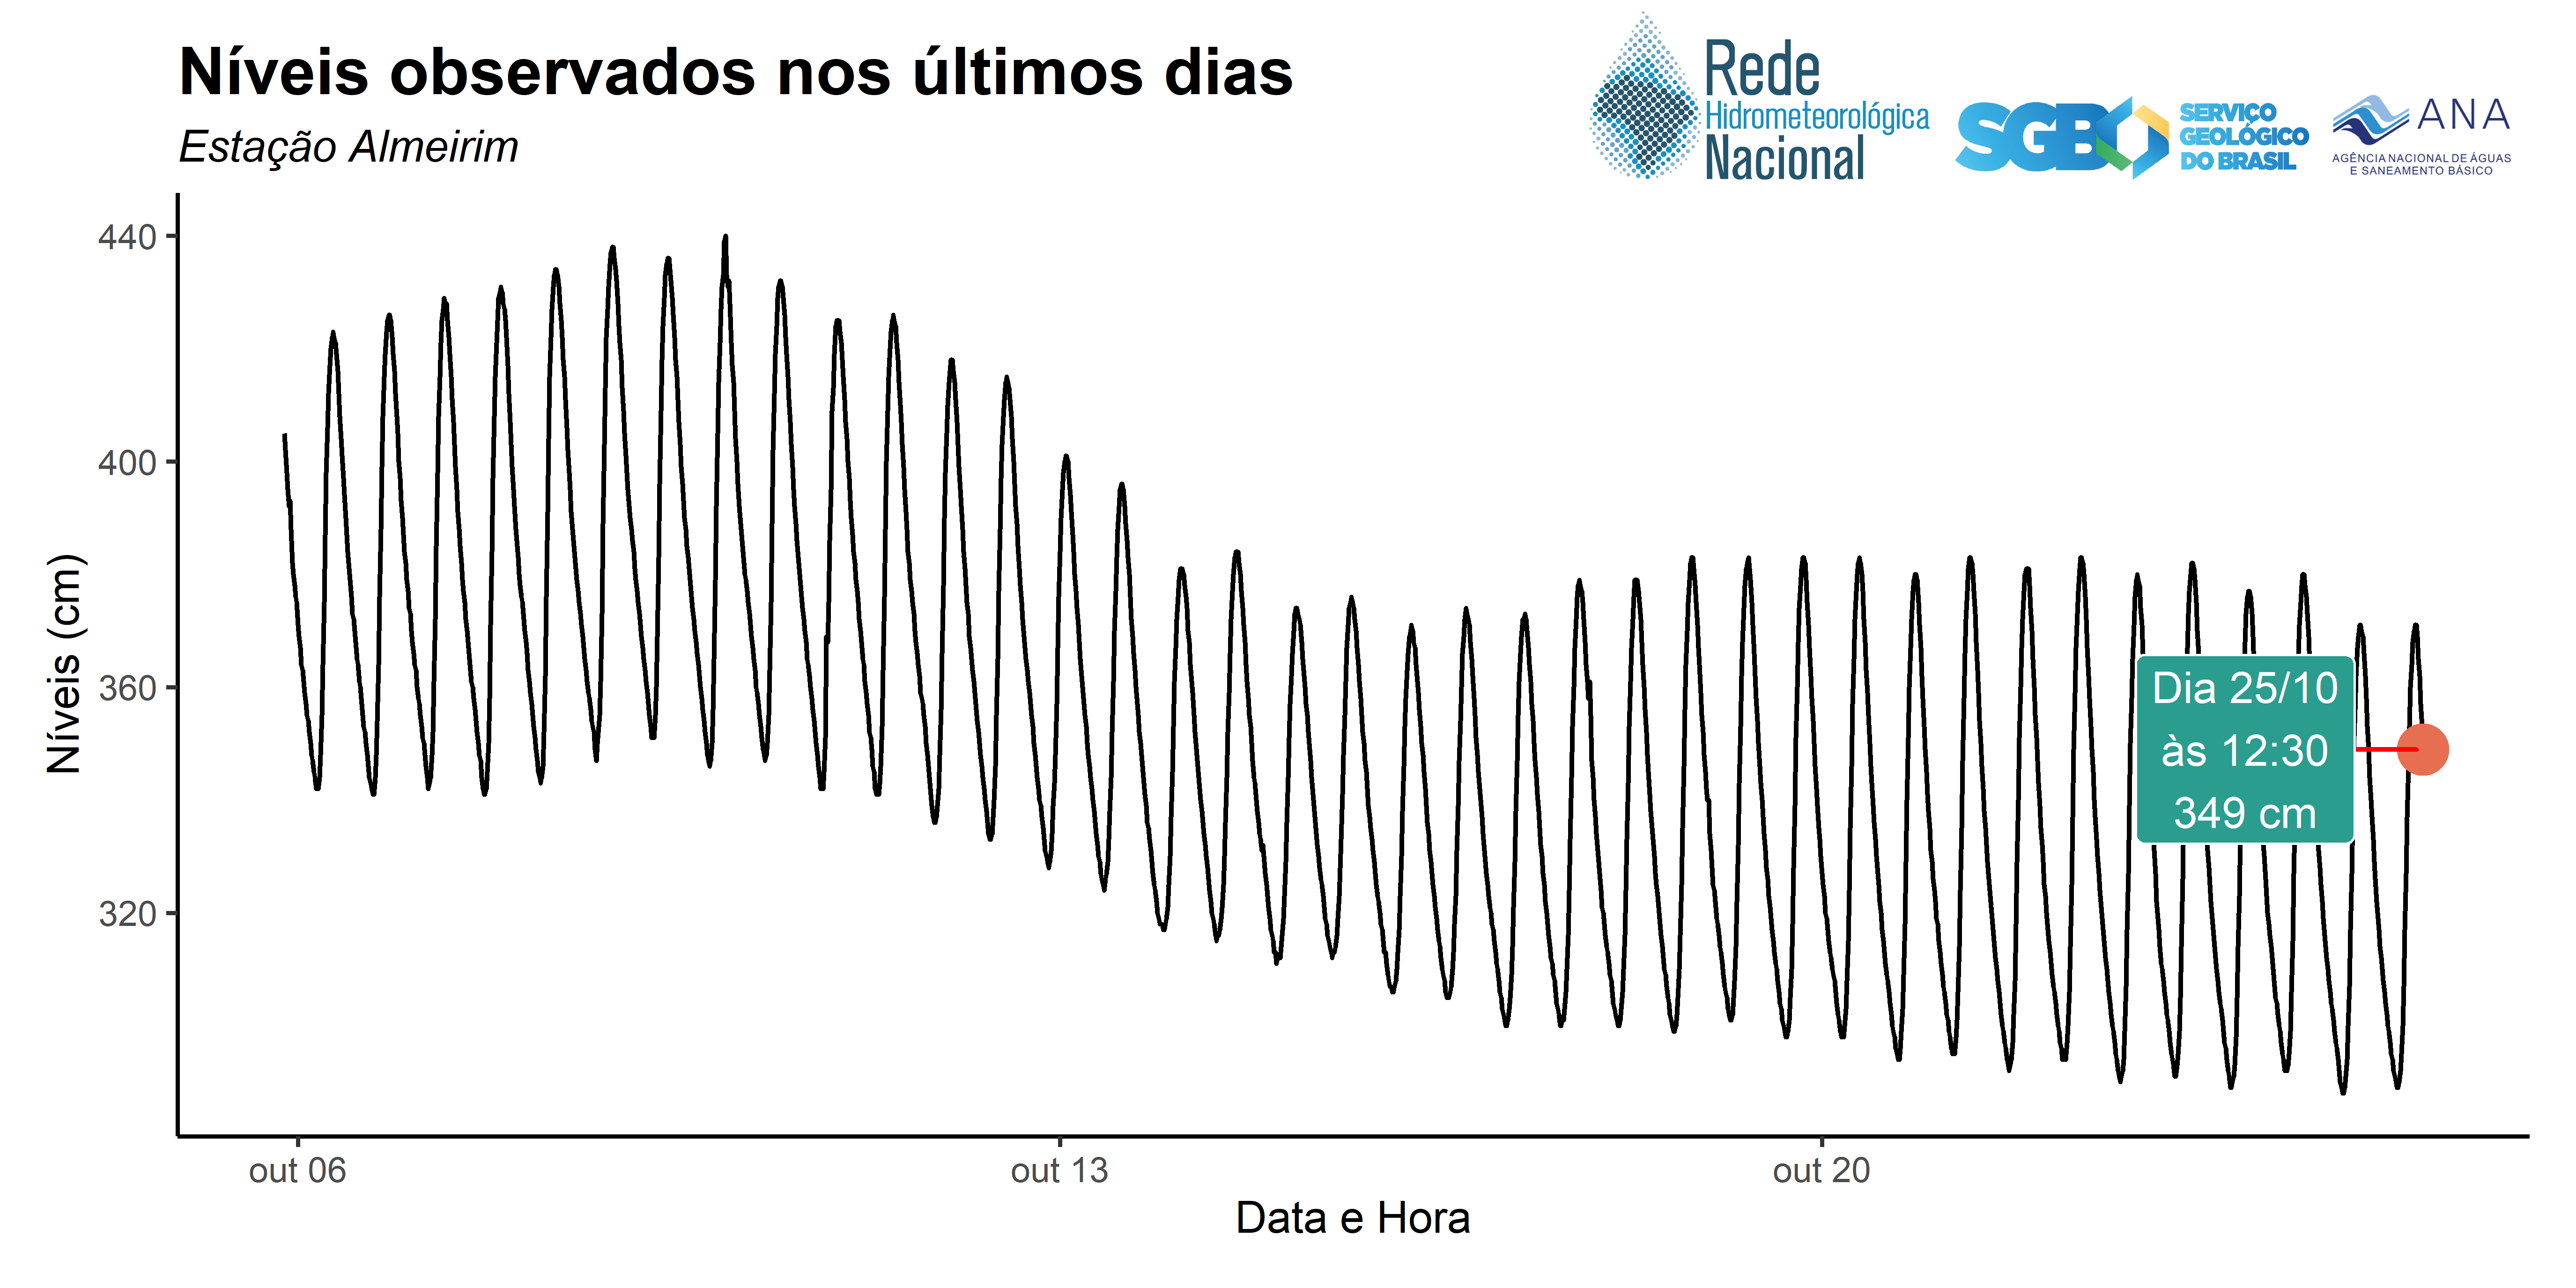 Níveis observados nos últimos dias
Estação Almeirim
Rede
Hidrometeorológica
Nacional
SGB
SERVIÇO
GEOLÓGICO
DO BRASIL
ANA
AGÊNCIA NACIONAL DE ÁGUAS
E SANEAMENTO BÁSICO
440
400
360
320
Níveis (cm)
Dia 25/10
às 12:30
349 cm
out 06
out 13
out 20
Data e Hora